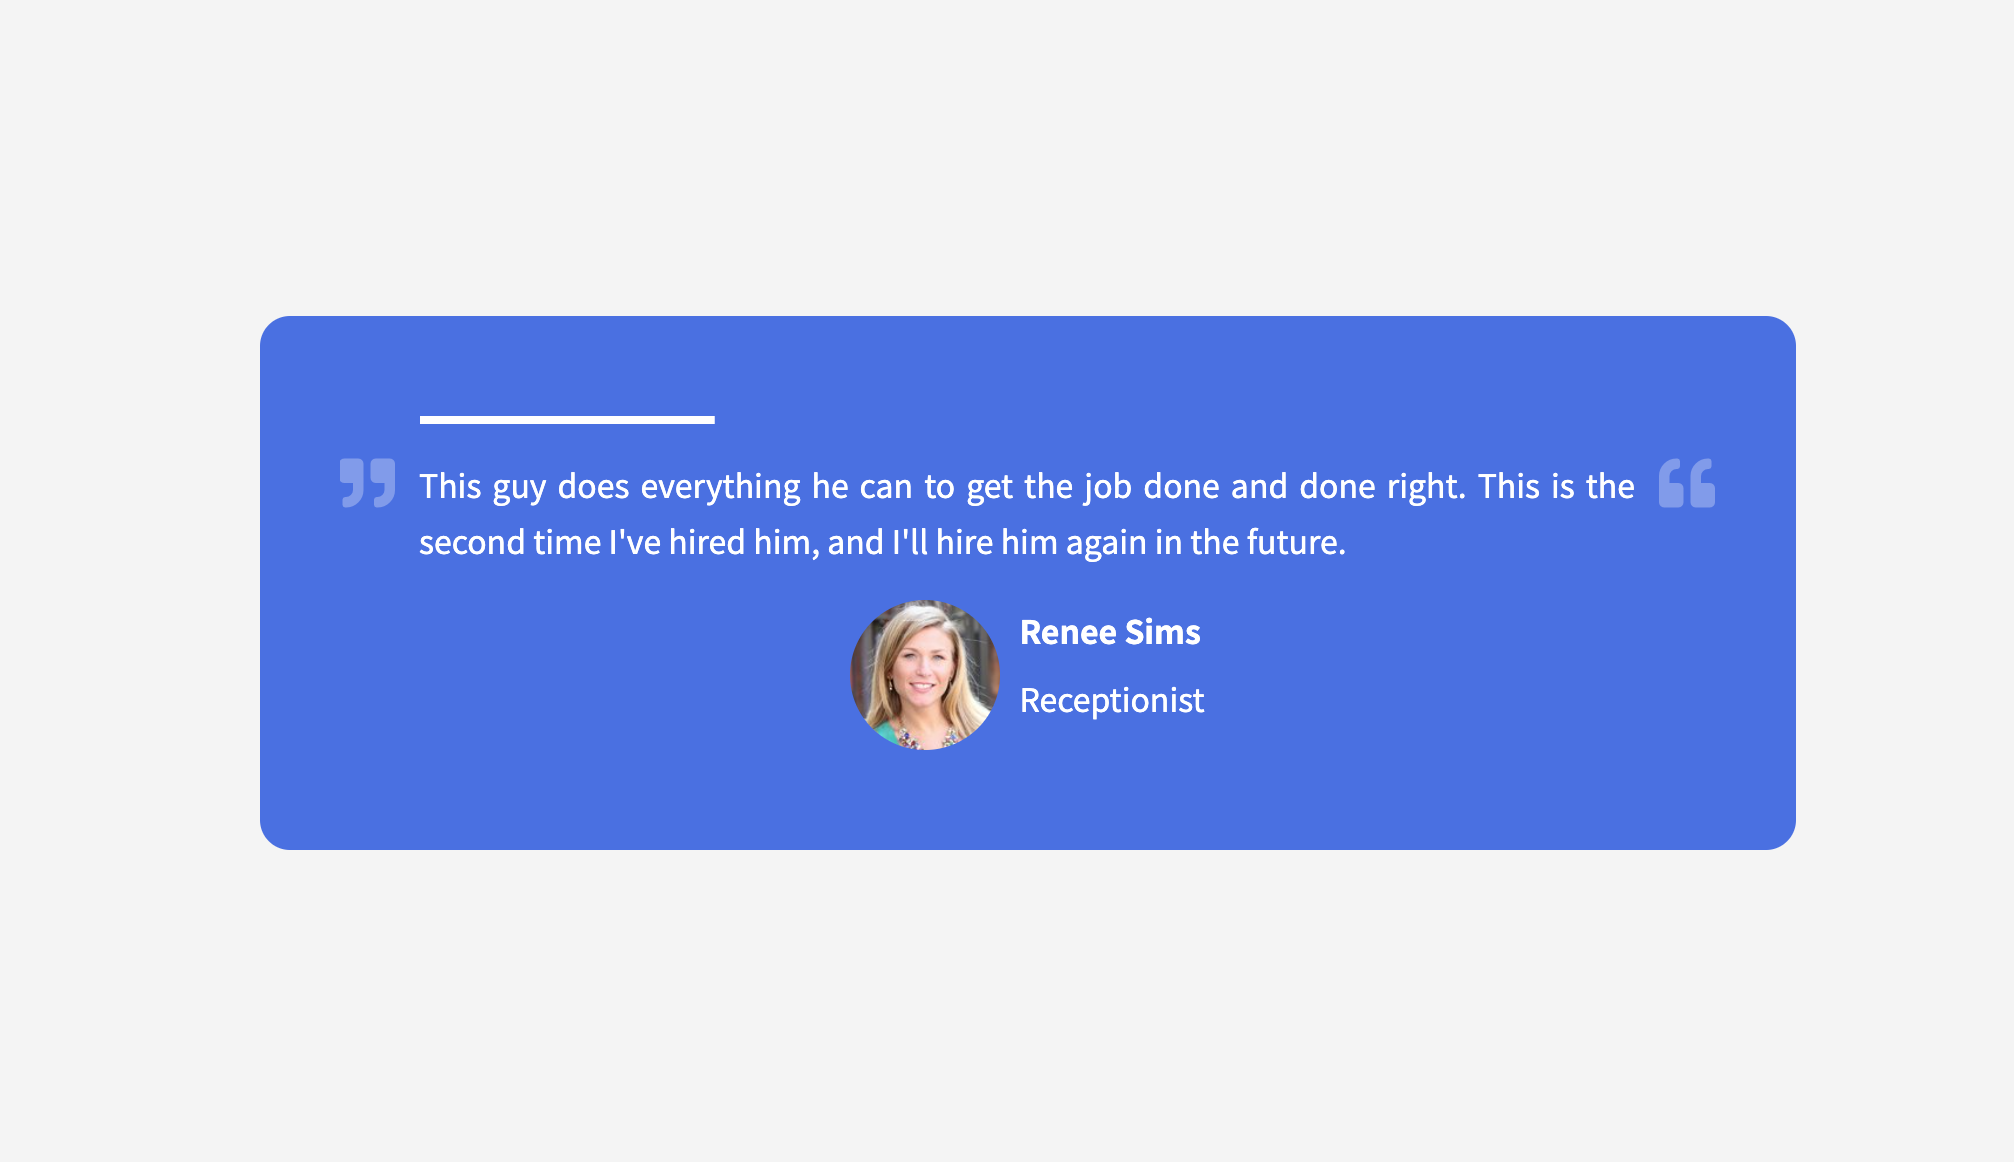 This guy does everything he can to get the job done and done right. This is the
second time I've hired him, and I'll hire him again in the future.
Renee Sims
Receptionist